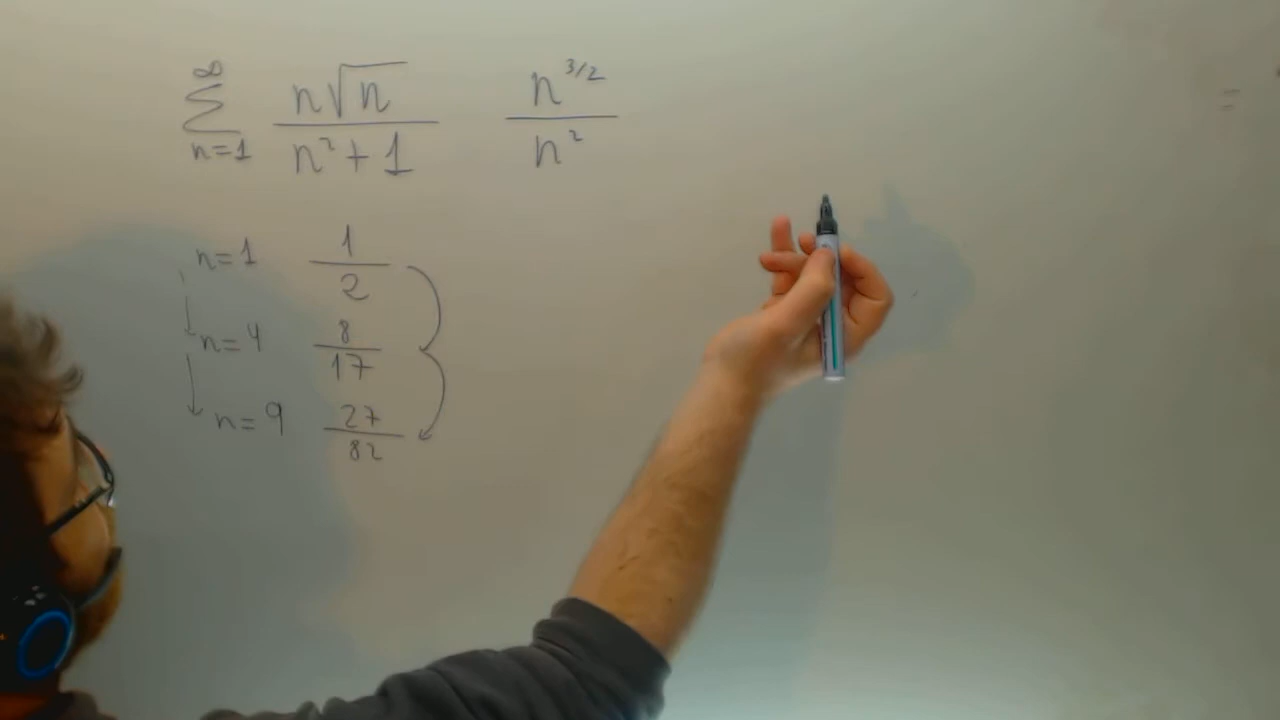 ∞
∑ n√n / n²+1    n^{3/2} / n²
n=1
n=1    1/2
n=4    8/17
n=9    27/82
=